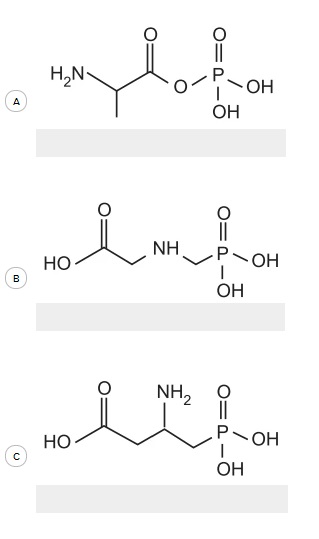 O O
H₂N P
O OH
OH
A
O O
NH
HO P OH
OH
B
O NH₂ O
HO P OH
OH
C